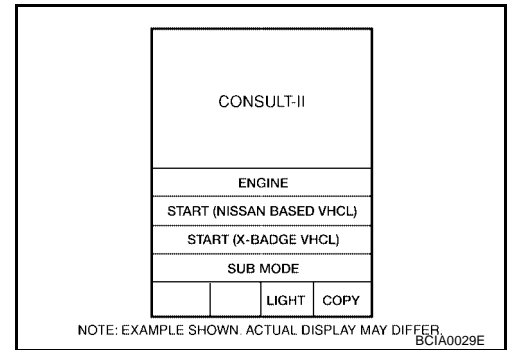 CONSULT-II
ENGINE
START (NISSAN BASED VHCL)
START (X-BADGE VHCL)
SUB MODE
LIGHT COPY
NOTE: EXAMPLE SHOWN. ACTUAL DISPLAY MAY DIFFER.
BCIA0029E